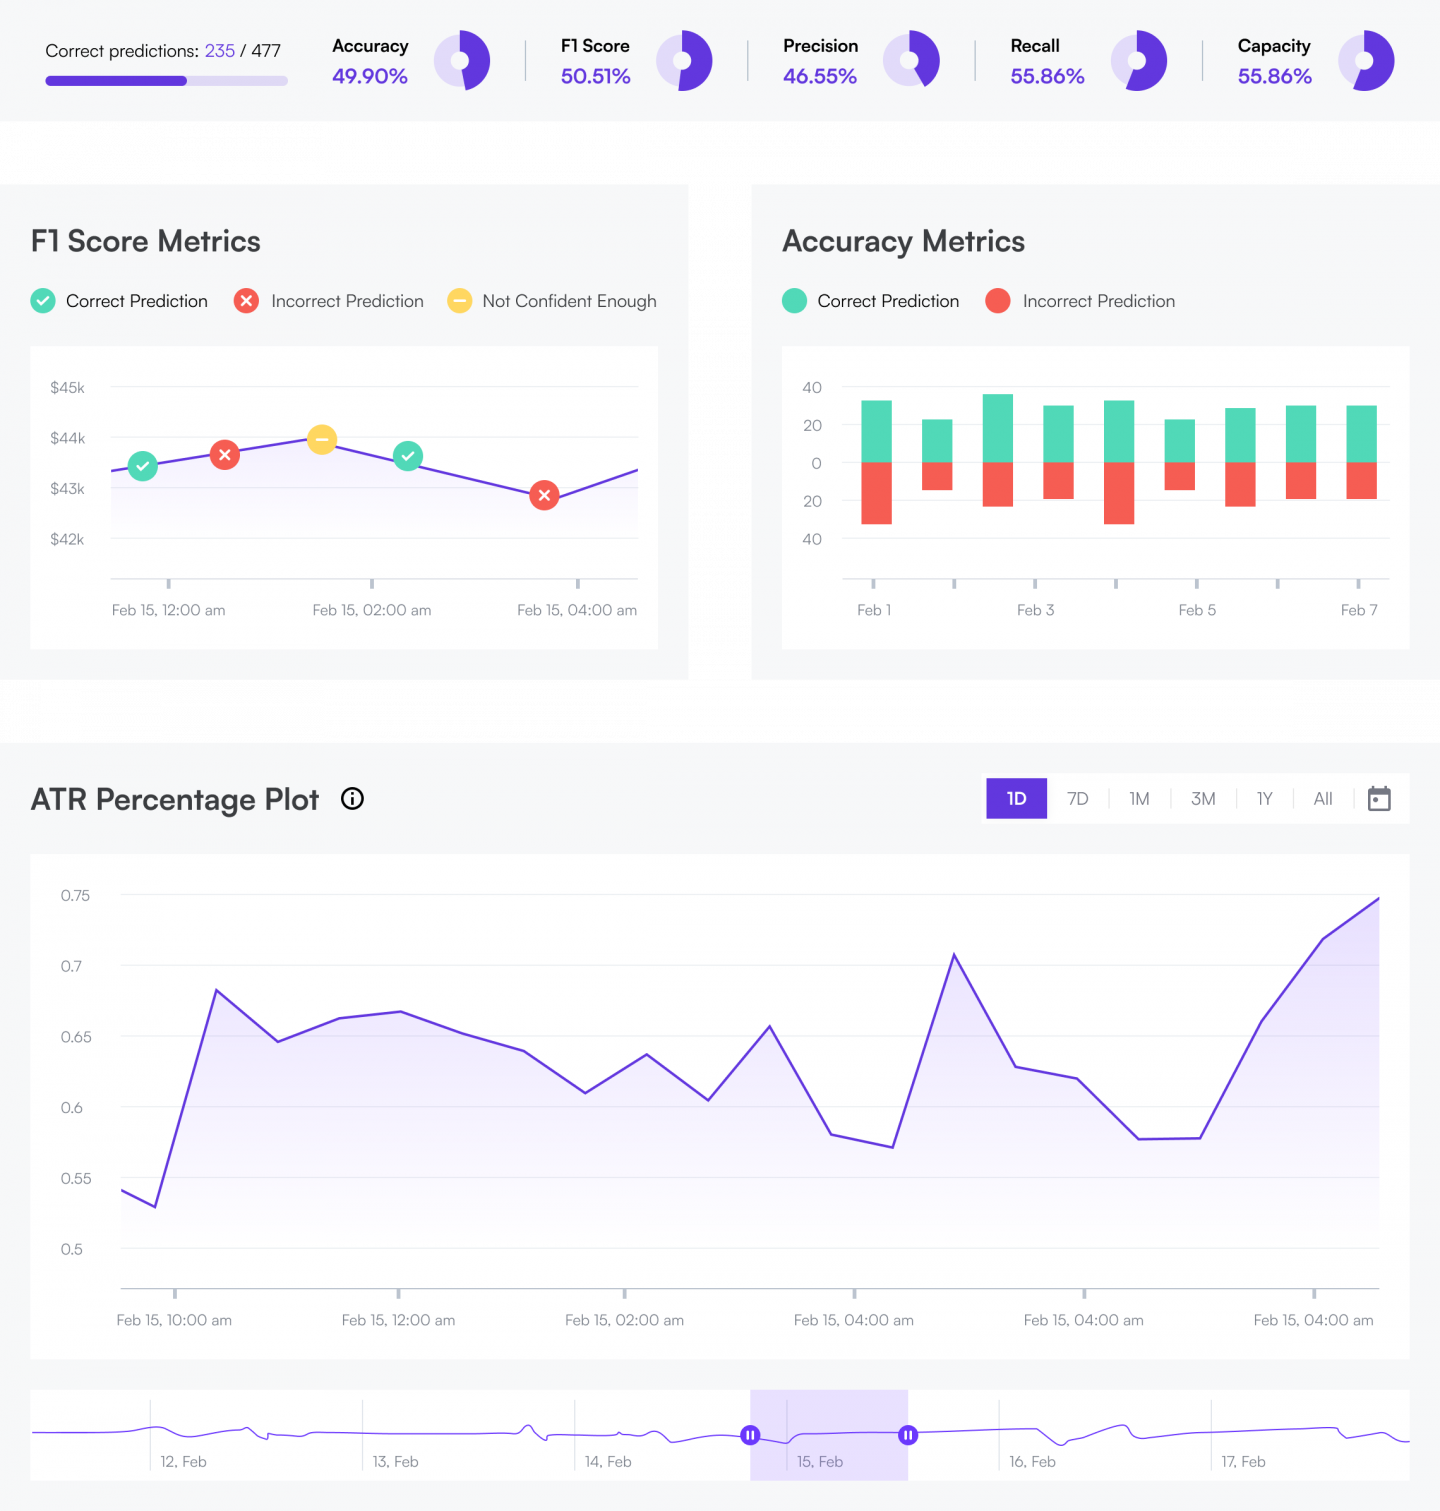 Correct predictions: 235 / 477
Accuracy
49.90%
F1 Score
50.51%
Precision
46.55%
Recall
55.86%
Capacity
55.86%
F1 Score Metrics
Correct Prediction
Incorrect Prediction
Not Confident Enough
$45k
$44k
$43k
$42k
Feb 15, 12:00 am
Feb 15, 02:00 am
Feb 15, 04:00 am
Accuracy Metrics
Correct Prediction
Incorrect Prediction
40
20
0
20
40
Feb 1
Feb 3
Feb 5
Feb 7
ATR Percentage Plot
1D
7D
1M
3M
1Y
All
0.75
0.7
0.65
0.6
0.55
0.5
Feb 15, 10:00 am
Feb 15, 12:00 am
Feb 15, 02:00 am
Feb 15, 04:00 am
Feb 15, 04:00 am
Feb 15, 04:00 am
12, Feb
13, Feb
14, Feb
15, Feb
16, Feb
17, Feb